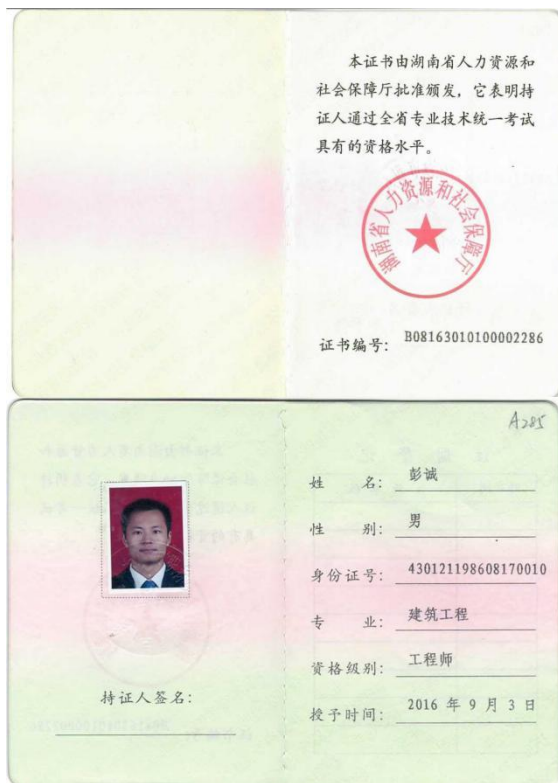 本证书由湖南省人力资源和
社会保障厅批准颁发，它表明持
证人通过全省专业技术统一考试
具有的资格水平。
湖南省人力资源和社会保障厅
证书编号： B08163010100002286
A285
姓 名： 彭诚
性 别： 男
身份证号： 430121198608170010
专 业： 建筑工程
资格级别： 工程师
授予时间： 2016 年 9 月 3 日
持证人签名：